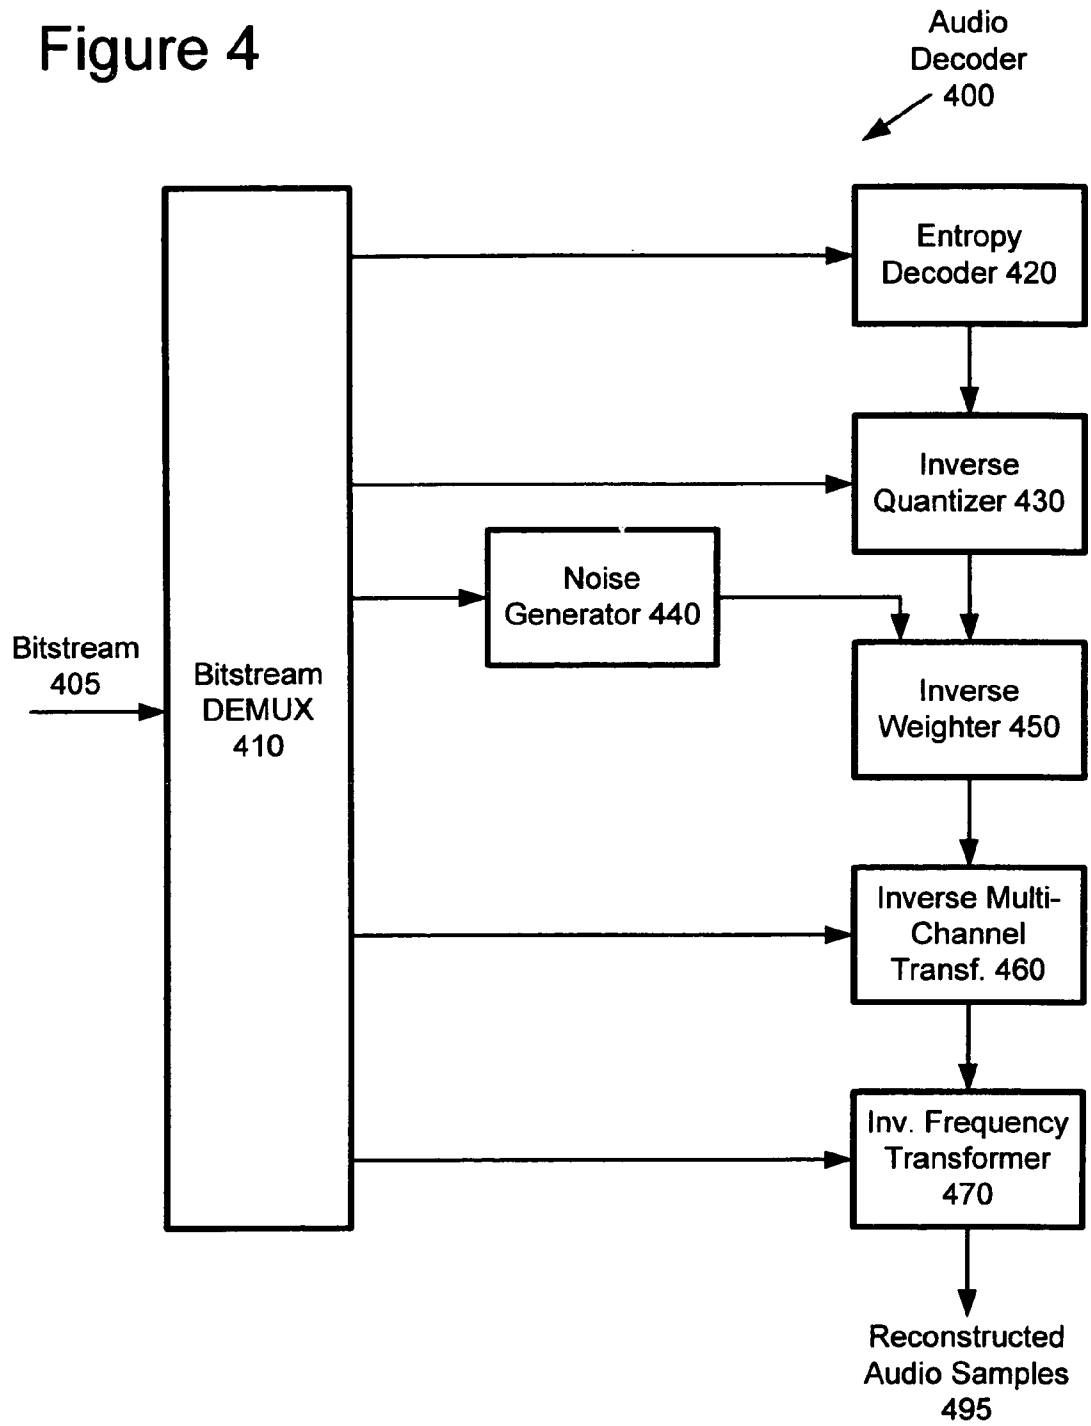 Figure 4
Audio
Decoder
400
Entropy
Decoder 420
Inverse
Quantizer 430
Noise
Generator 440
Bitstream
405
Bitstream
DEMUX
410
Inverse
Weighter 450
Inverse Multi-
Channel
Transf. 460
Inv. Frequency
Transformer
470
Reconstructed
Audio Samples
495